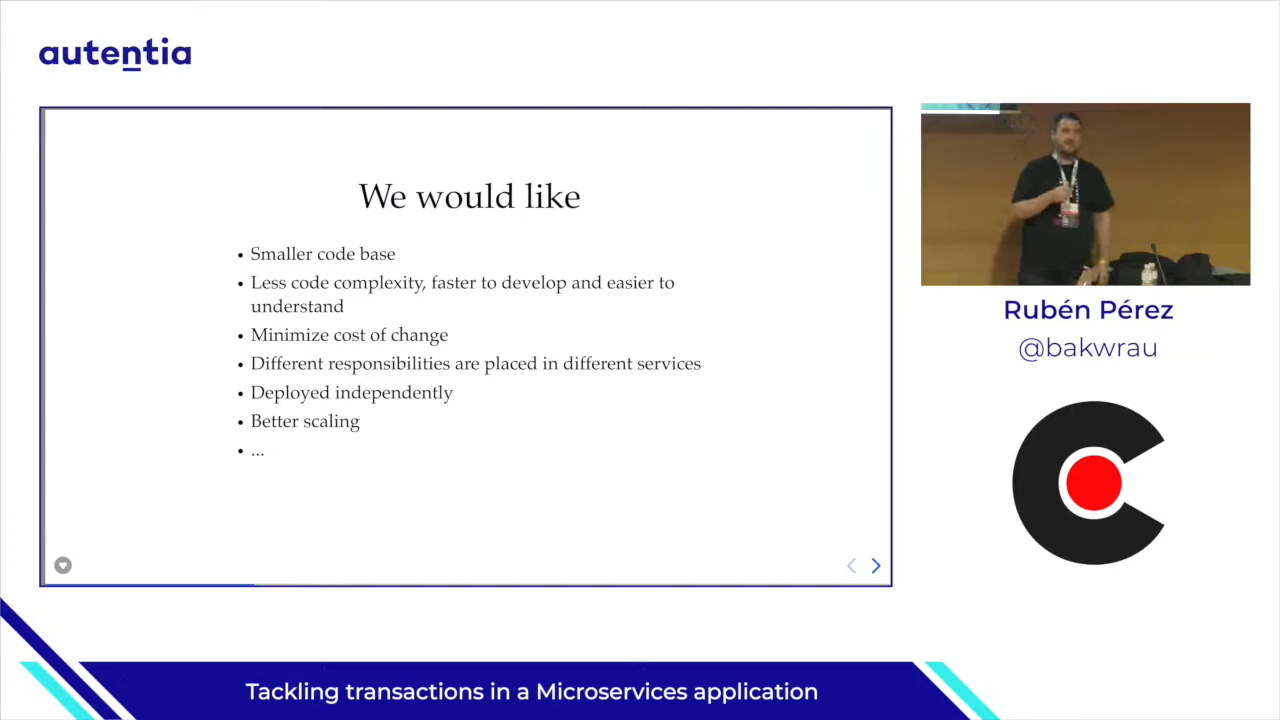 autentia
We would like
• Smaller code base
• Less code complexity, faster to develop and easier to
understand
• Minimize cost of change
• Different responsibilities are placed in different services
• Deployed independently
• Better scaling
• ...
Rubén Pérez
@bakwrau
Tackling transactions in a Microservices application